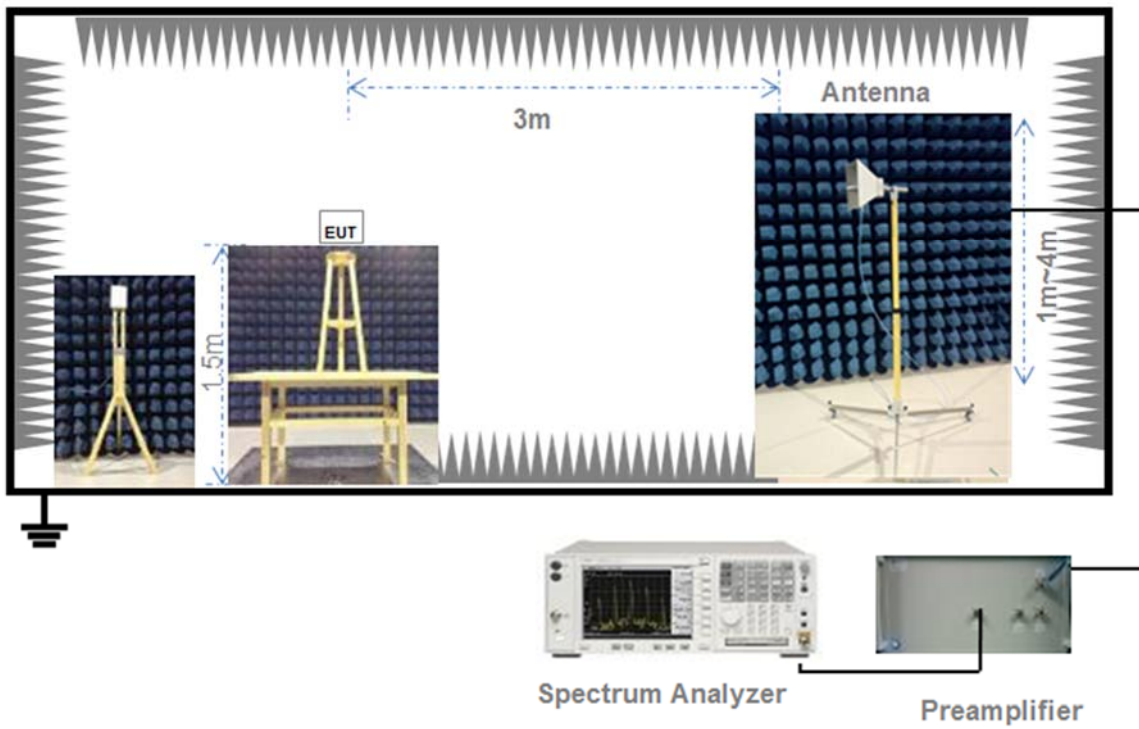 Antenna
3m
EUT
1.5m
1m~4m
Spectrum Analyzer
Preamplifier